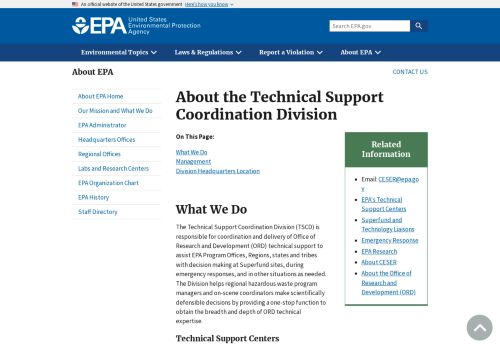 An official website of the United States government Here's how you know
EPA United States
Environmental Protection
Agency
Search EPA.gov
Environmental Topics
Laws & Regulations
Report a Violation
About EPA
About EPA
CONTACT US
About EPA Home
Our Mission and What We Do
EPA Administrator
Headquarters Offices
Regional Offices
Labs and Research Centers
EPA Organization Chart
EPA History
Staff Directory
About the Technical Support
Coordination Division
On This Page:
What We Do
Management
Division Headquarters Location
What We Do
The Technical Support Coordination Division (TSCD) is
responsible for coordination and delivery of Office of
Research and Development (ORD) technical support to
assist EPA Program Offices, Regions, states and tribes
with decision making at Superfund sites, during
emergency responses, and in other situations as needed.
The Division helps regional hazardous waste program
managers and on-scene coordinators make scientifically
defensible decisions by providing a one-stop function to
obtain the breadth and depth of ORD technical
expertise.
Technical Support Centers
Related
Information
Email: CESER@epa.go
v
EPA's Technical
Support Centers
Superfund and
Technology Liaisons
Emergency Response
EPA Research
About CESER
About the Office of
Research and
Development (ORD)